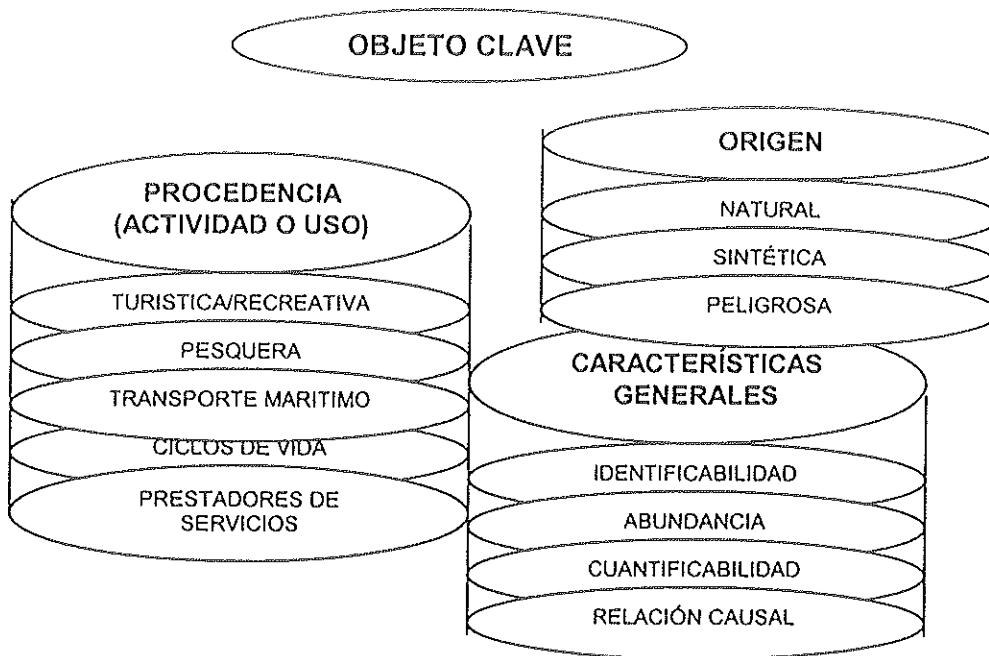 OBJETO CLAVE
PROCEDENCIA
(ACTIVIDAD O USO)
TURISTICA/RECREATIVA
PESQUERA
TRANSPORTE MARITIMO
CICLOS DE VIDA
PRESTADORES DE
SERVICIOS
ORIGEN
NATURAL
SINTÉTICA
PELIGROSA
CARACTERÍSTICAS
GENERALES
IDENTIFICABILIDAD
ABUNDANCIA
CUANTIFICABILIDAD
RELACIÓN CAUSAL